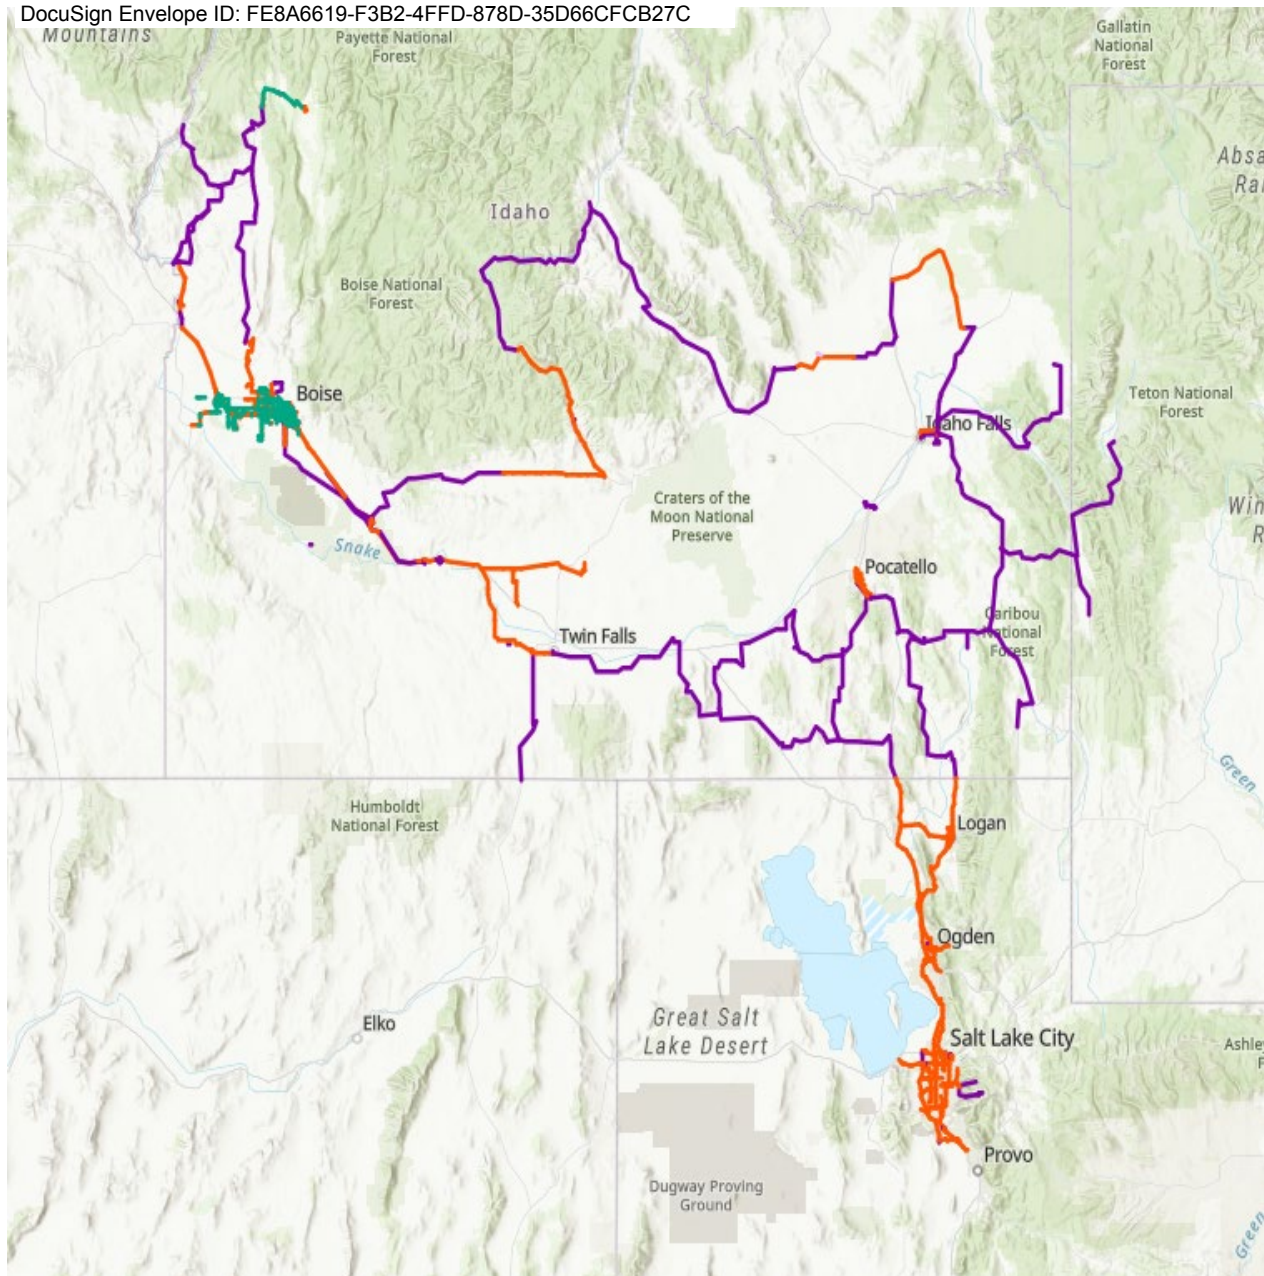 DocuSign Envelope ID: FE8A6619-F3B2-4FFD-878D-35D66CFCB27C
Mountains
Payette National
Forest
Gallatin
National
Forest
Absa
Ra
Idaho
Boise National
Forest
Boise
Teton National
Forest
Idaho Falls
Craters of the
Moon National
Preserve
Win
R
Snake
Pocatello
Caribou
National
Forest
Twin Falls
Green
Humboldt
National Forest
Logan
Ogden
Elko
Great Salt
Lake Desert
Salt Lake City
Ashley
F
Provo
Dugway Proving
Ground
Green